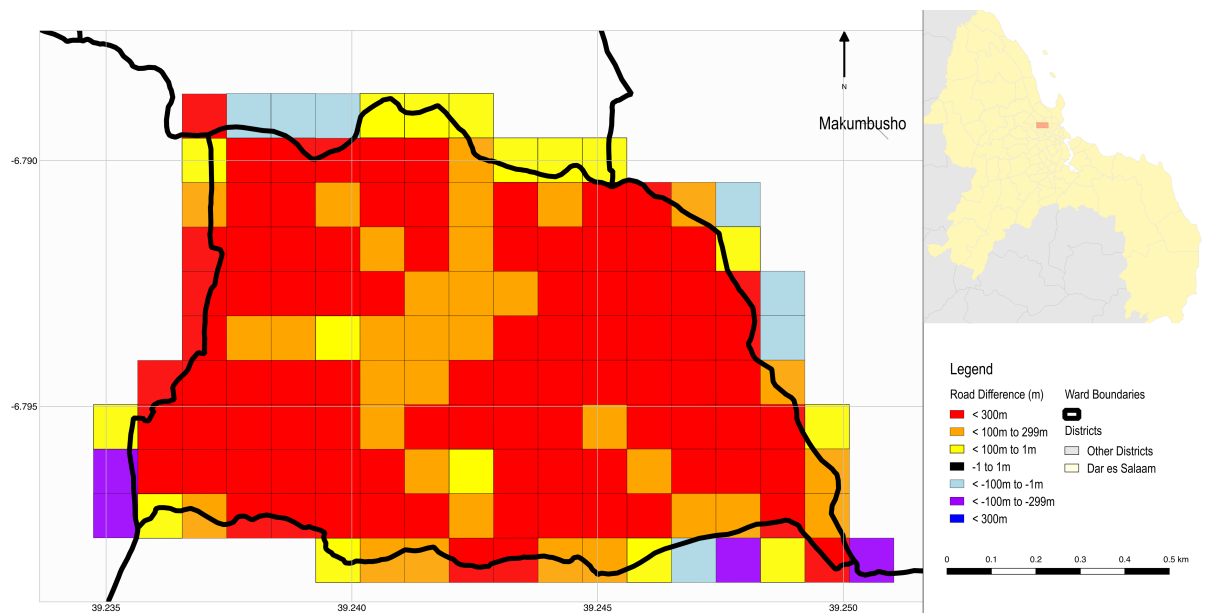 N
Makumbusho
-6.790
-6.795
39.235
39.240
39.245
39.250
Legend
Road Difference (m)
< 300m
< 100m to 299m
< 100m to 1m
-1 to 1m
< -100m to -1m
< -100m to -299m
< 300m
Ward Boundaries
Districts
Other Districts
Dar es Salaam
0 0.1 0.2 0.3 0.4 0.5 km